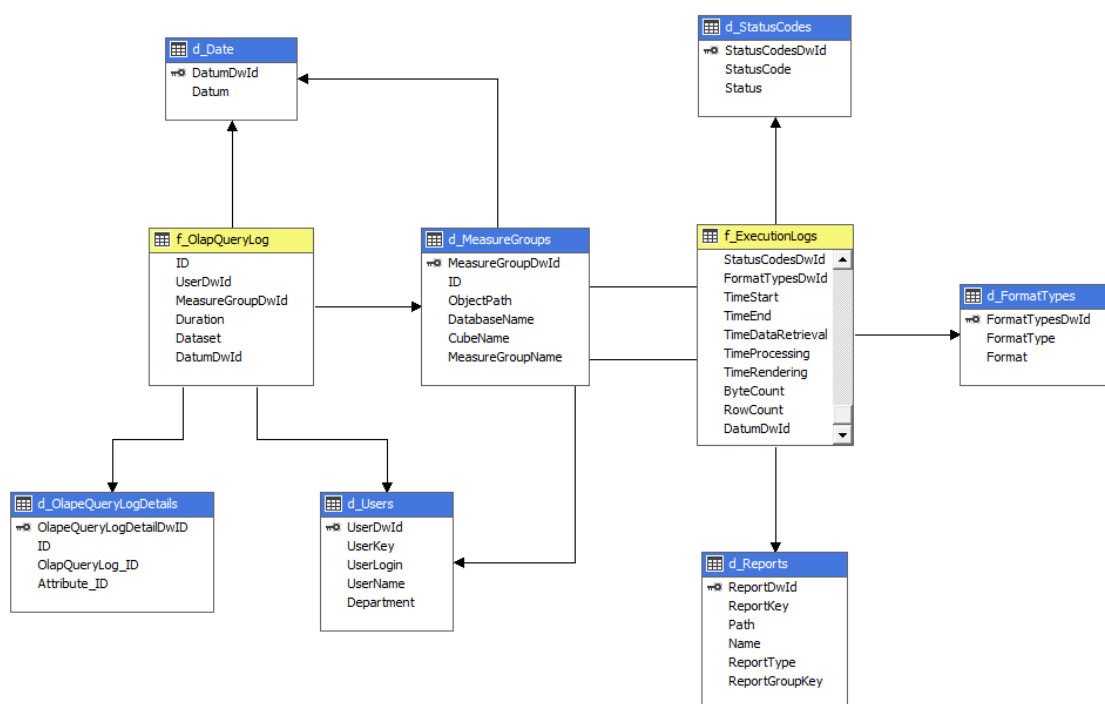 d_StatusCodes
StatusCodesDwId
StatusCode
Status
d_Date
DatumDwId
Datum
f_OlapQueryLog
ID
UserDwId
MeasureGroupDwId
Duration
Dataset
DatumDwId
d_MeasureGroups
MeasureGroupDwId
ID
ObjectPath
DatabaseName
CubeName
MeasureGroupName
f_ExecutionLogs
StatusCodesDwId
FormatTypesDwId
TimeStart
TimeEnd
TimeDataRetrieval
TimeProcessing
TimeRendering
ByteCount
RowCount
DatumDwId
d_FormatTypes
FormatTypesDwId
FormatType
Format
d_OlapeQueryLogDetails
OlapeQueryLogDetailDwID
ID
OlapQueryLog_ID
Attribute_ID
d_Users
UserDwId
UserKey
UserLogin
UserName
Department
d_Reports
ReportDwId
ReportKey
Path
Name
ReportType
ReportGroupKey